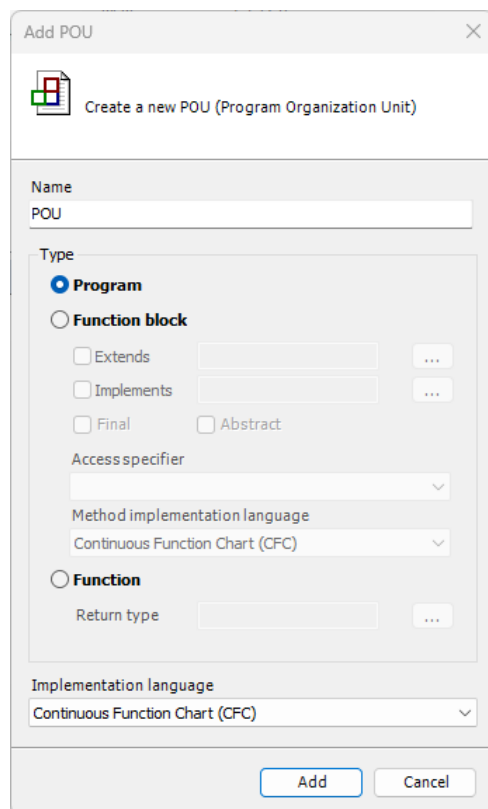 Add POU
Create a new POU (Program Organization Unit)
Name
POU
Type
Program
Function block
Extends
...
Implements
...
Final Abstract
Access specifier
Method implementation language
Continuous Function Chart (CFC)
Function
Return type
...
Implementation language
Continuous Function Chart (CFC)
Add Cancel